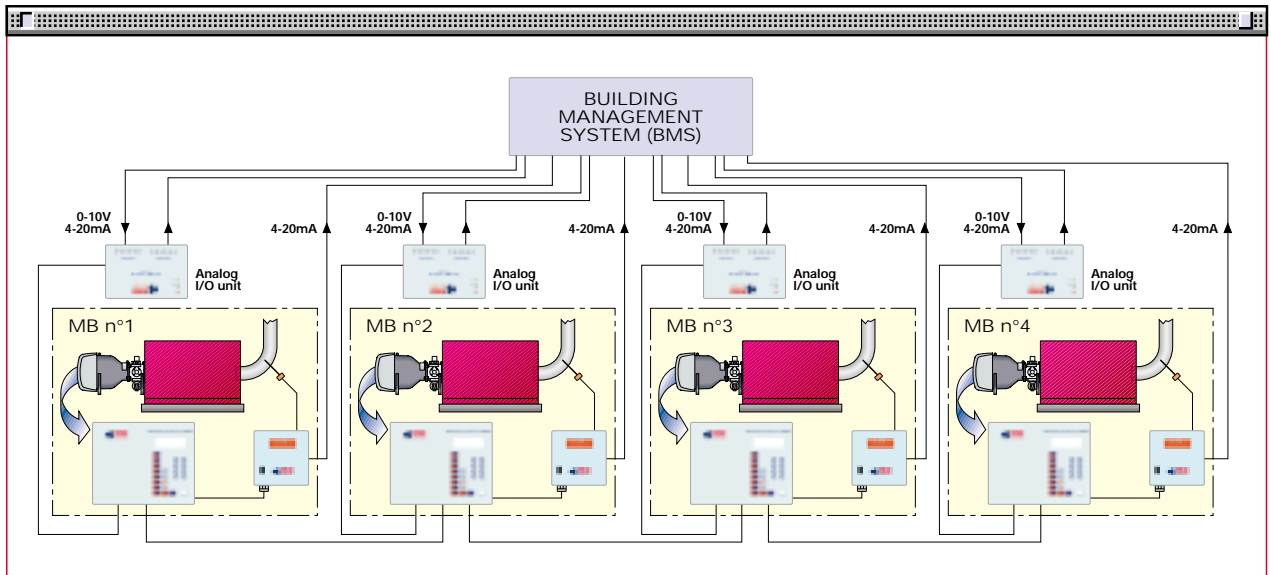 BUILDING
MANAGEMENT
SYSTEM (BMS)
0-10V
4-20mA
4-20mA
0-10V
4-20mA
4-20mA
0-10V
4-20mA
4-20mA
0-10V
4-20mA
4-20mA
Analog
I/O unit
Analog
I/O unit
Analog
I/O unit
Analog
I/O unit
MB n°1
MB n°2
MB n°3
MB n°4